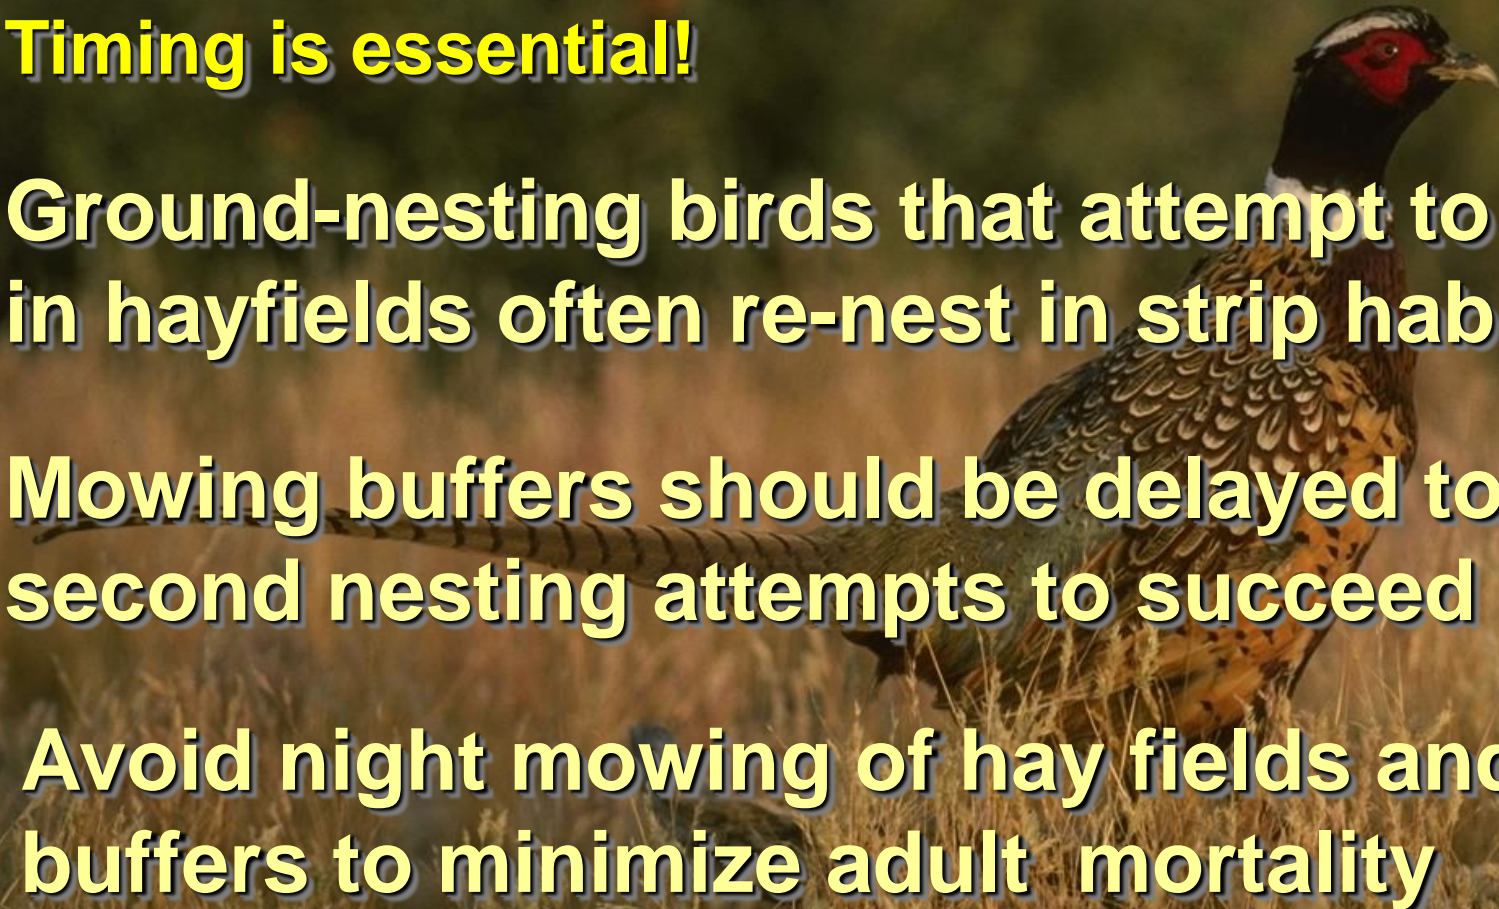 Timing is essential!
Ground-nesting birds that attempt to
in hayfields often re-nest in strip hab
Mowing buffers should be delayed to
second nesting attempts to succeed
Avoid night mowing of hay fields and
buffers to minimize adult mortality